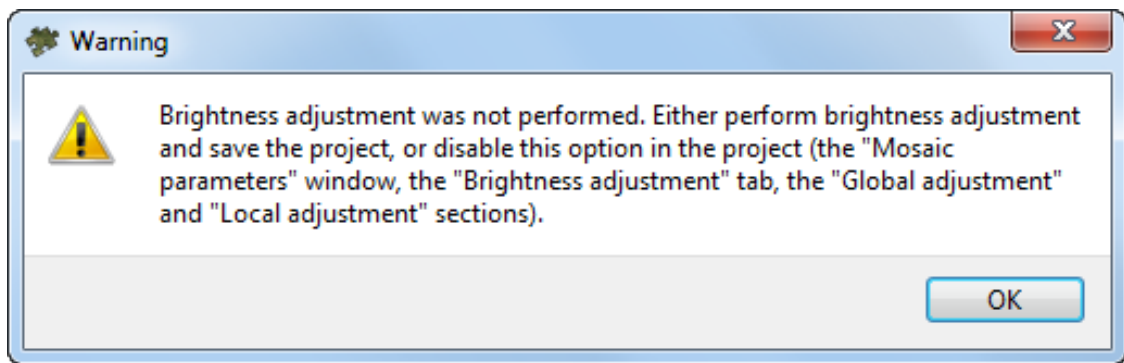 Warning
Brightness adjustment was not performed. Either perform brightness adjustment
and save the project, or disable this option in the project (the "Mosaic
parameters" window, the "Brightness adjustment" tab, the "Global adjustment"
and "Local adjustment" sections).
OK